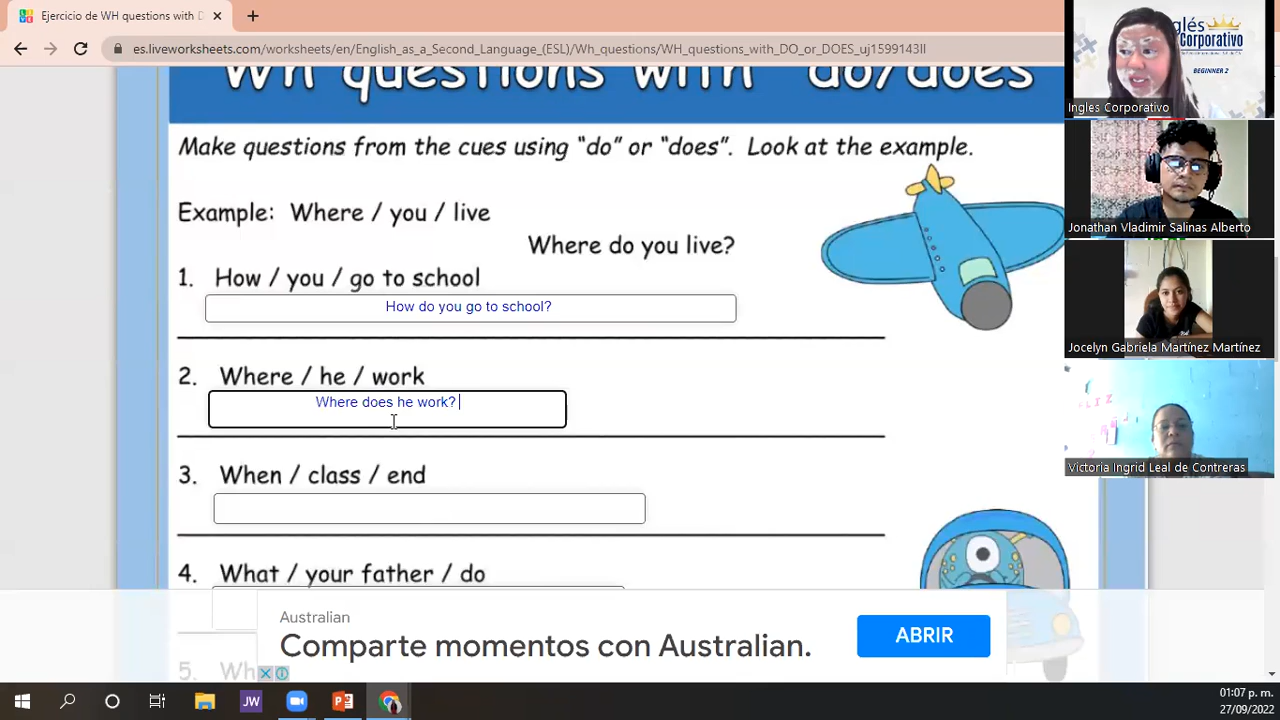 Ejercicio de WH questions with D
es.liveworksheets.com/worksheets/en/English_as_a_Second_Language_(ESL)/Wh_questions/WH_questions_with_DO_or_DOES_uj1599143ll
Wh questions with do/does
Make questions from the cues using "do" or "does". Look at the example.
Example: Where / you / live
Where do you live?
1. How / you / go to school
How do you go to school?
2. Where / he / work
Where does he work?
3. When / class / end
4. What / your father / do
5. Wh
Australian
Comparte momentos con Australian.
ABRIR
Inglés
Corporativo
BEGINNER 2
Ingles Corporativo
Jonathan Vladimir Salinas Alberto
Jocelyn Gabriela Martínez Martínez
Victoria Ingrid Leal de Contreras
JW
01:07 p. m.
27/09/2022